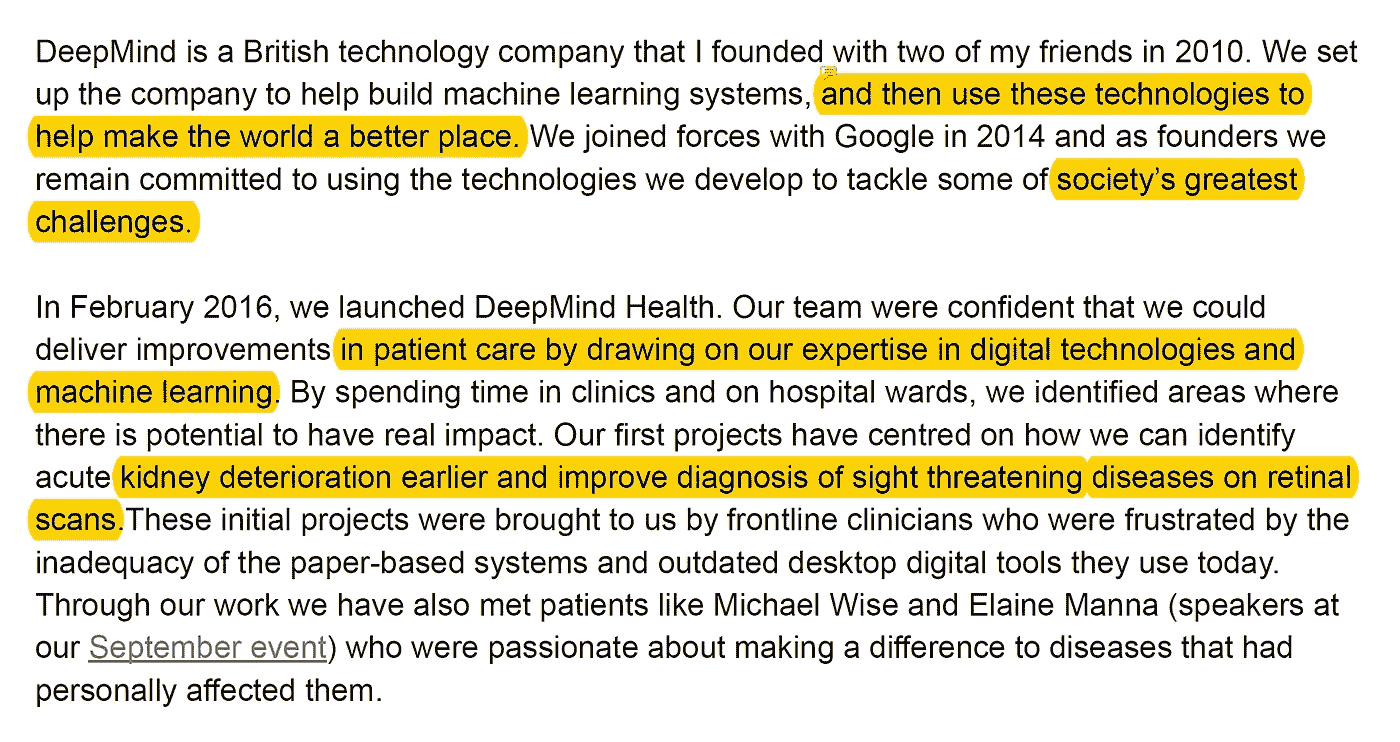 DeepMind is a British technology company that I founded with two of my friends in 2010. We set
up the company to help build machine learning systems, and then use these technologies to
help make the world a better place. We joined forces with Google in 2014 and as founders we
remain committed to using the technologies we develop to tackle some of society's greatest
challenges.
In February 2016, we launched DeepMind Health. Our team were confident that we could
deliver improvements in patient care by drawing on our expertise in digital technologies and
machine learning. By spending time in clinics and on hospital wards, we identified areas where
there is potential to have real impact. Our first projects have centred on how we can identify
acute kidney deterioration earlier and improve diagnosis of sight threatening diseases on retinal
scans.These initial projects were brought to us by frontline clinicians who were frustrated by the
inadequacy of the paper-based systems and outdated desktop digital tools they use today.
Through our work we have also met patients like Michael Wise and Elaine Manna (speakers at
our September event) who were passionate about making a difference to diseases that had
personally affected them.